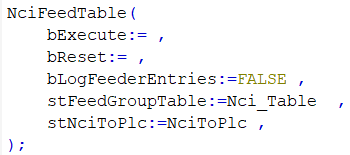 NciFeedTable(
    bExecute:= ,
    bReset:= ,
    bLogFeederEntries:=FALSE ,
    stFeedGroupTable:=Nci_Table  ,
    stNciToPlc:=NciToPlc ,
);